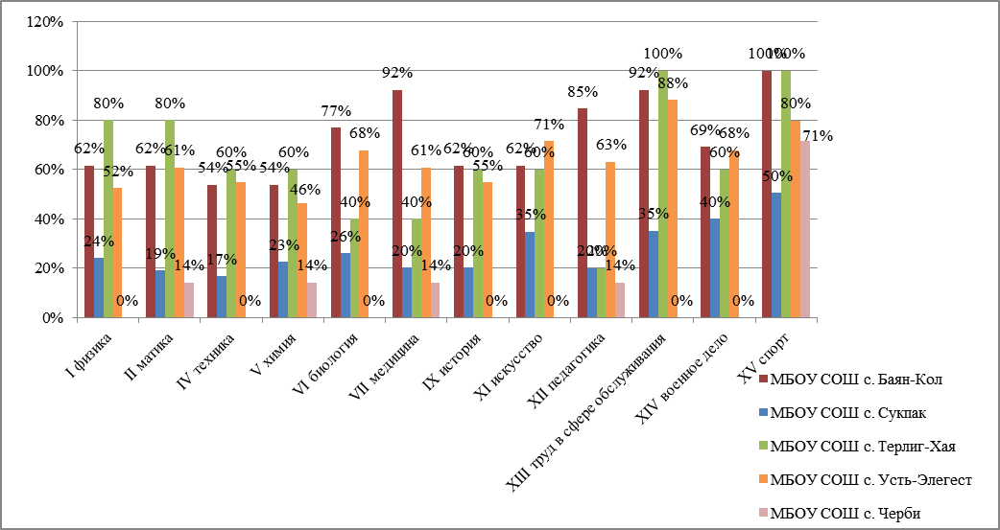 120%
100%
80%
60%
40%
20%
0%
62% 24% 80% 52% 0%
62% 19% 80% 61% 14%
54% 17% 60% 55% 0%
54% 23% 60% 46% 14%
77% 26% 40% 68% 0%
92% 20% 40% 61% 14%
62% 20% 60% 55% 0%
62% 35% 60% 71% 0%
85% 20% 20% 63% 14%
92% 35% 100% 88% 0%
69% 40% 60% 68% 0%
100% 50% 100% 80% 71%
I физика
II матика
IV техника
V химия
VI биология
VII медицина
IX история
XI искусство
XII педагогика
XIII труд в сфере обслуживания
XIV военное дело
XV спорт
МБОУ СОШ с. Баян-Кол
МБОУ СОШ с. Сукпак
МБОУ СОШ с. Терлиг-Хая
МБОУ СОШ с. Усть-Элегест
МБОУ СОШ с. Черби